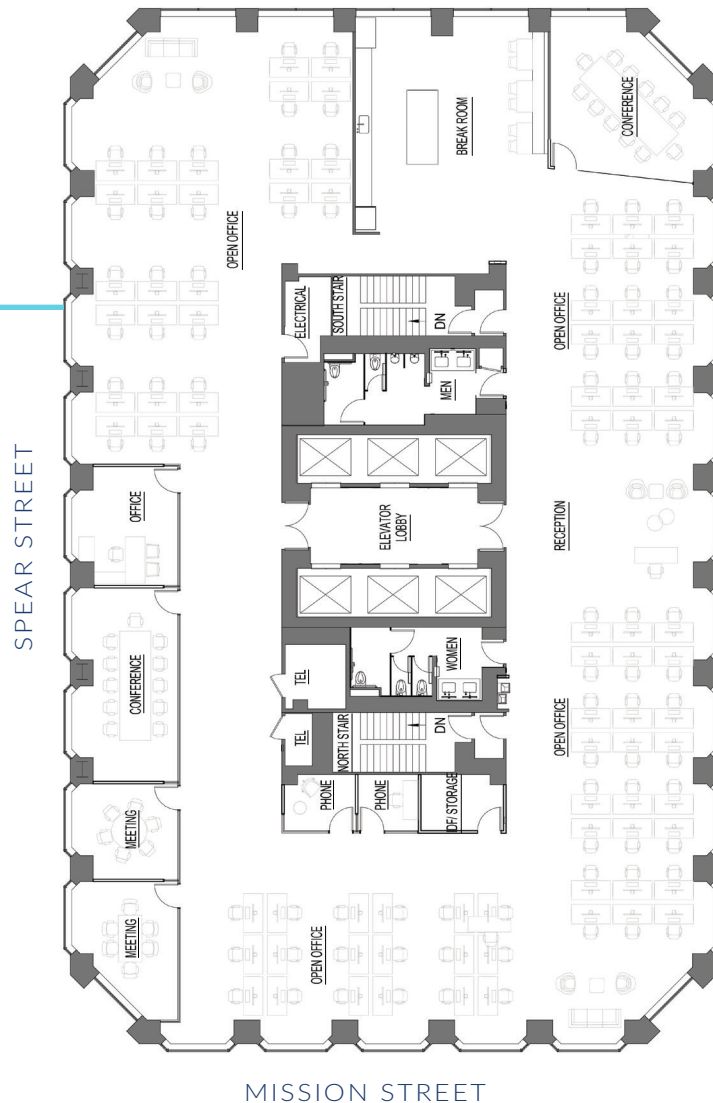 BREAK ROOM
CONFERENCE
OPEN OFFICE
ELECTRICAL
SOUTH STAIR
DN
OPEN OFFICE
MEN
SPEAR STREET
OFFICE
ELEVATOR
LOBBY
RECEPTION
CONFERENCE
TEL
WOMEN
OPEN OFFICE
TEL
NORTH STAIR
DN
MEETING
PHONE
PHONE
IDF/ STORAGE
MEETING
OPEN OFFICE
MISSION STREET